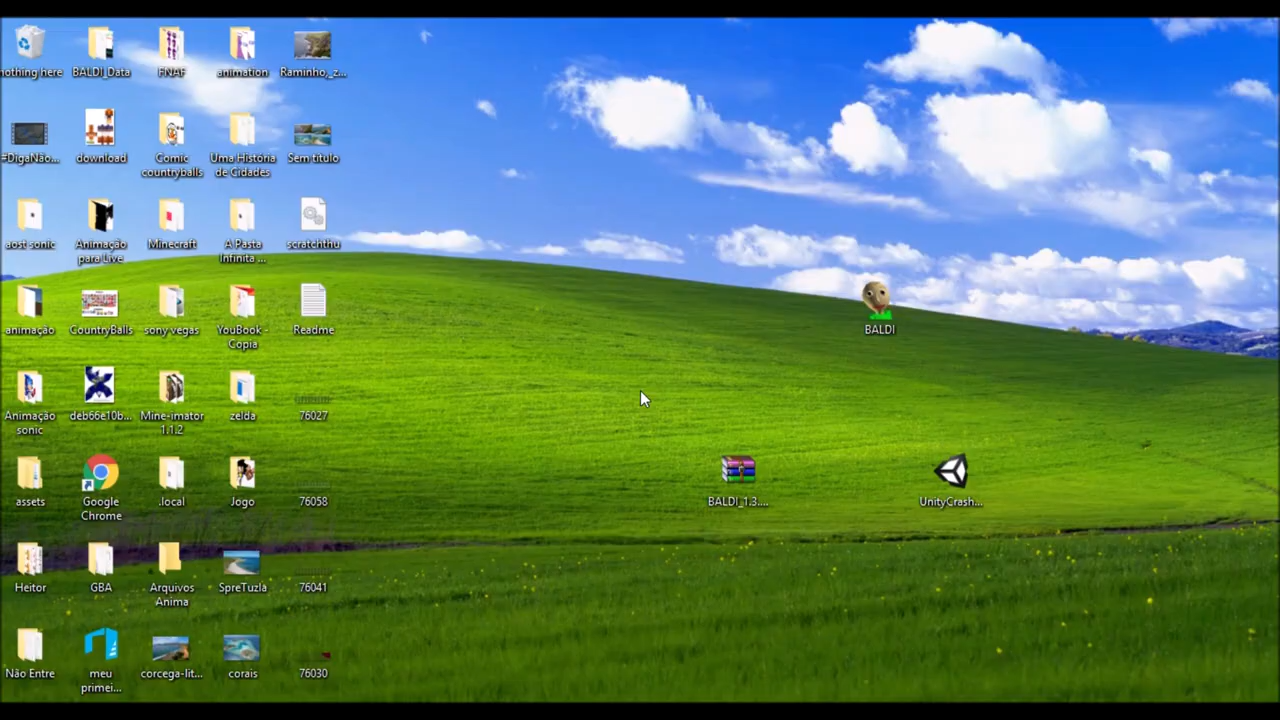 nothing here
BALDI_Data
FNAF
animation
Raminho,_z...
=DigaNão...
download
Comic
countryballs
Uma História
de Cidades
Sem título
aost sonic
Animação
para Live
Minecraft
A Pasta
Infinita ...
scratchthu
animação
CountryBalls
sony vegas
YouBook -
Copia
Readme
BALDI
Animação
sonic
deb66e10b...
Mine-imator
1.1.2
zelda
76027
assets
Google
Chrome
.local
Jogo
76058
BALDI_1.3....
UnityCrash...
Heitor
GBA
Arquivos
Anima
SpreTuzla
76041
Não Entre
meu
primei...
corcega-lit...
corais
76030